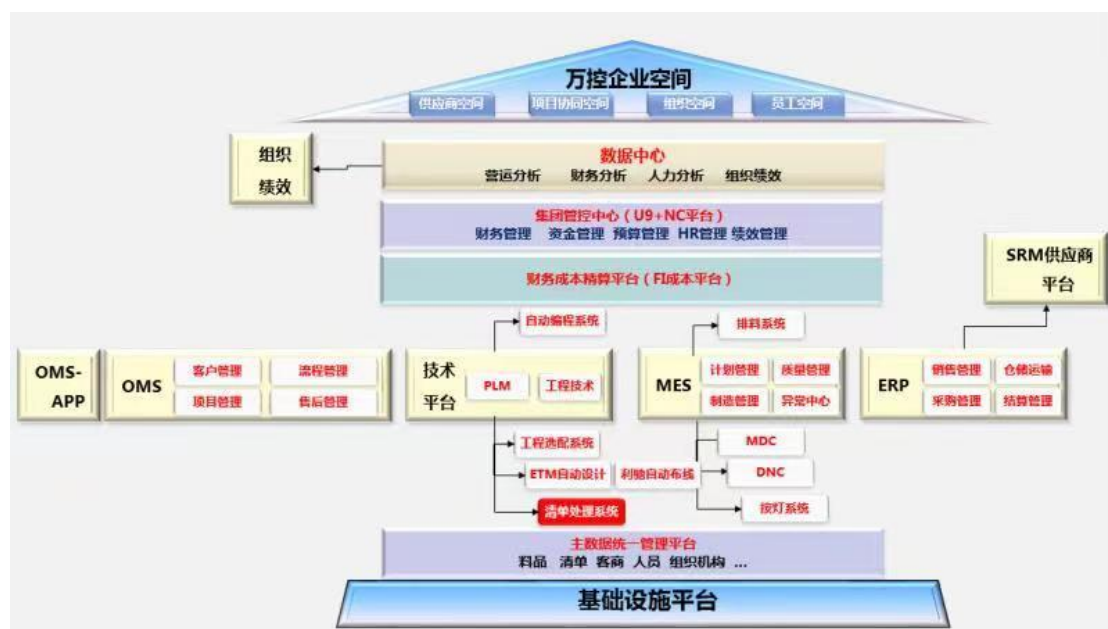 万控企业空间
供应商空间 项目协同空间 组织空间 员工空间
组织
绩效
数据中心
营运分析 财务分析 人力分析 组织绩效
集团管控中心（U9+NC平台）
财务管理 资金管理 预算管理 HR管理 绩效管理
SRM供应商
平台
财务成本精算平台（FI成本平台）
自动编程系统
排料系统
OMS-
APP
OMS
客户管理 流程管理
项目管理 售后管理
技术
平台
PLM 工程技术
MES
计划管理 质量管理
制造管理 异常中心
ERP
销售管理 仓储运输
采购管理 结算管理
工程选配系统
MDC
ETM自动设计 利驰自动布线
DNC
清单处理系统
按灯系统
主数据统一管理平台
料品 清单 客商 人员 组织机构 ...
基础设施平台